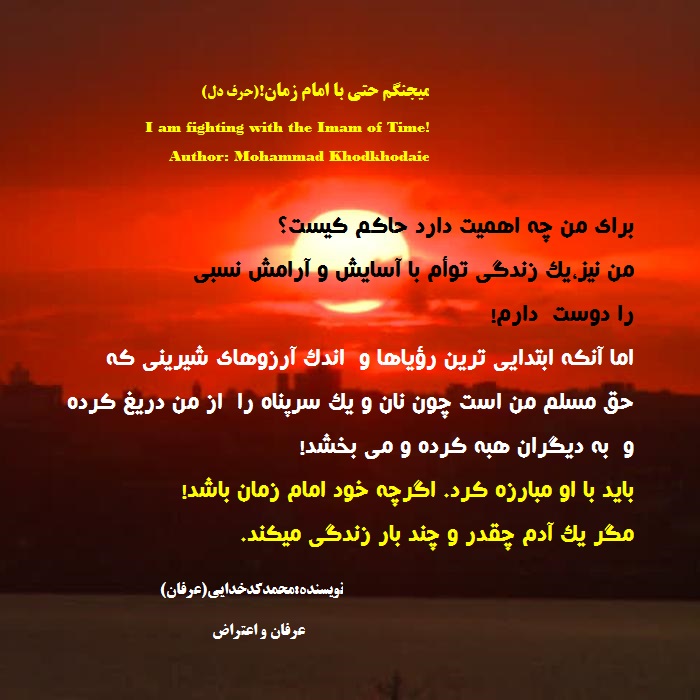 میجنگم حتی با امام زمان!(حرف دل)
I am fighting with the Imam of Time!
Author: Mohammad Khodkhodaie
برای من چه اهمیت دارد حاکم کیست؟
من نیز،یک زندگی توأم با آسایش و آرامش نسبی
را دوست دارم!
اما آنکه ابتدایی ترین رؤیاها و اندک آرزوهای شیرینی که
حق مسلم من است چون نان و یک سرپناه را از من دریغ کرده
و به دیگران هبه کرده و می بخشد!
باید با او مبارزه کرد. اگرچه خود امام زمان باشد!
مگر یک آدم چقدر و چند بار زندگی میکند.
نویسنده:محمدکدخدایی(عرفان)
عرفان و اعتراض